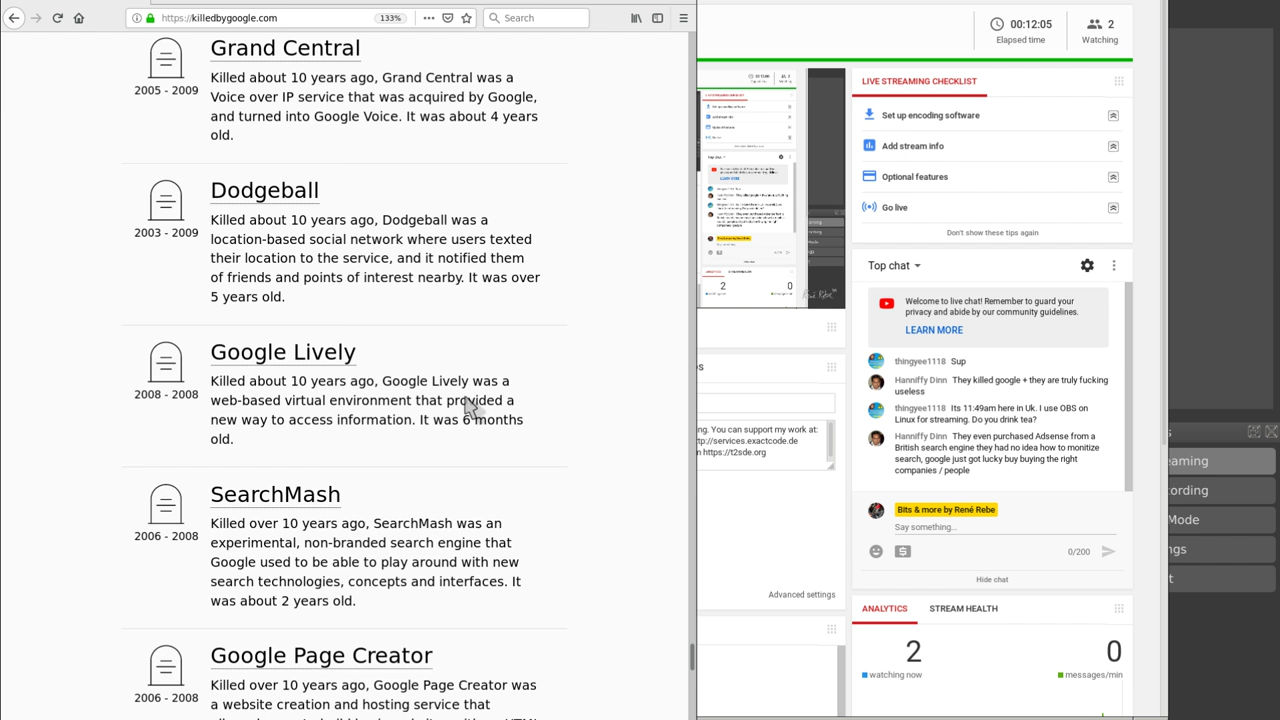 https://killedbygoogle.com
133%
Search
Grand Central
2005 - 2009
Killed about 10 years ago, Grand Central was a
Voice over IP service that was acquired by Google,
and turned into Google Voice. It was about 4 years
old.
Dodgeball
2003 - 2009
Killed about 10 years ago, Dodgeball was a
location-based social network where users texted
their location to the service, and it notified them
of friends and points of interest nearby. It was over
5 years old.
Google Lively
2008 - 2008
Killed about 10 years ago, Google Lively was a
web-based virtual environment that provided a
new way to access information. It was 6 months
old.
SearchMash
2006 - 2008
Killed over 10 years ago, SearchMash was an
experimental, non-branded search engine that
Google used to be able to play around with new
search technologies, concepts and interfaces. It
was about 2 years old.
Google Page Creator
2006 - 2008
Killed over 10 years ago, Google Page Creator was
a website creation and hosting service that
00:12:05
Elapsed time
2
Watching
LIVE STREAMING CHECKLIST
Set up encoding software
Add stream info
Optional features
Go live
Don't show these tips again
Top chat
Welcome to live chat! Remember to guard your
privacy and abide by our community guidelines.
LEARN MORE
thingyee1118 Sup
Hanniffy Dinn They killed google + they are truly fucking
useless
thingyee1118 Its 11:49am here in Uk. I use OBS on
Linux for streaming. Do you drink tea?
Hanniffy Dinn They even purchased Adsense from a
British search engine they had no idea how to monitize
search, google just got lucky buy buying the right
companies / people
Bits & more by René Rebe
Say something...
0/200
Hide chat
ANALYTICS
STREAM HEALTH
2
watching now
0
messages/min
ng. You can support my work at:
ttp://services.exactcode.de
n https://t2sde.org
Advanced settings
René Rebe
eaming
ording
Mode
ngs
t